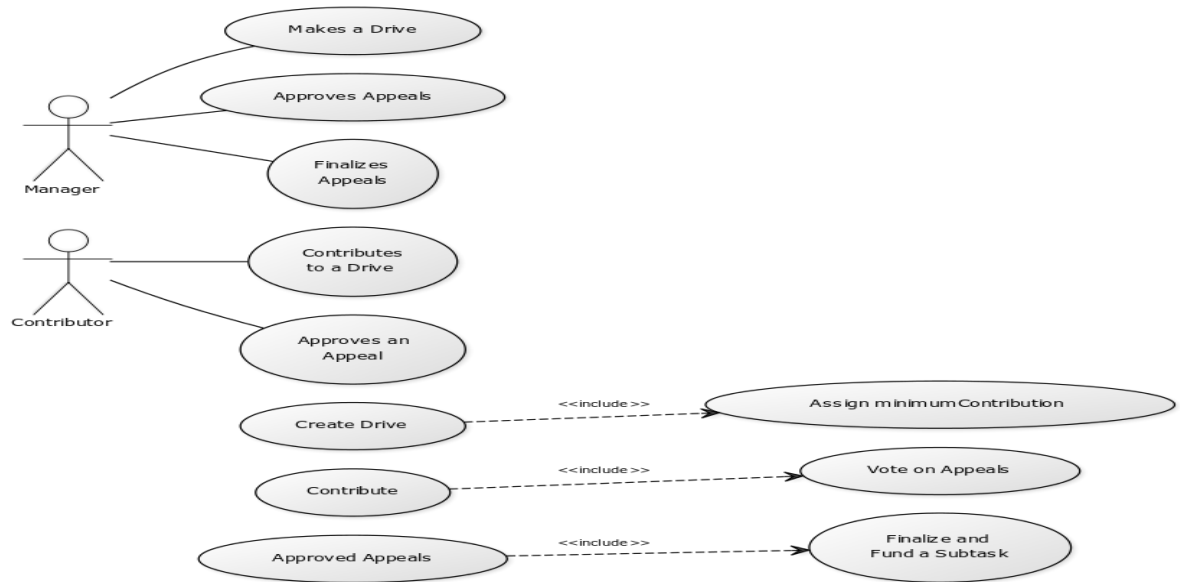 Makes a Drive
Approves Appeals
Finalizes
Appeals
Manager
Contributes
to a Drive
Contributor
Approves an
Appeal
<<include>>
Assign minimumContribution
Create Drive
<<include>>
Vote on Appeals
Contribute
<<include>>
Finalize and
Fund a Subtask
Approved Appeals